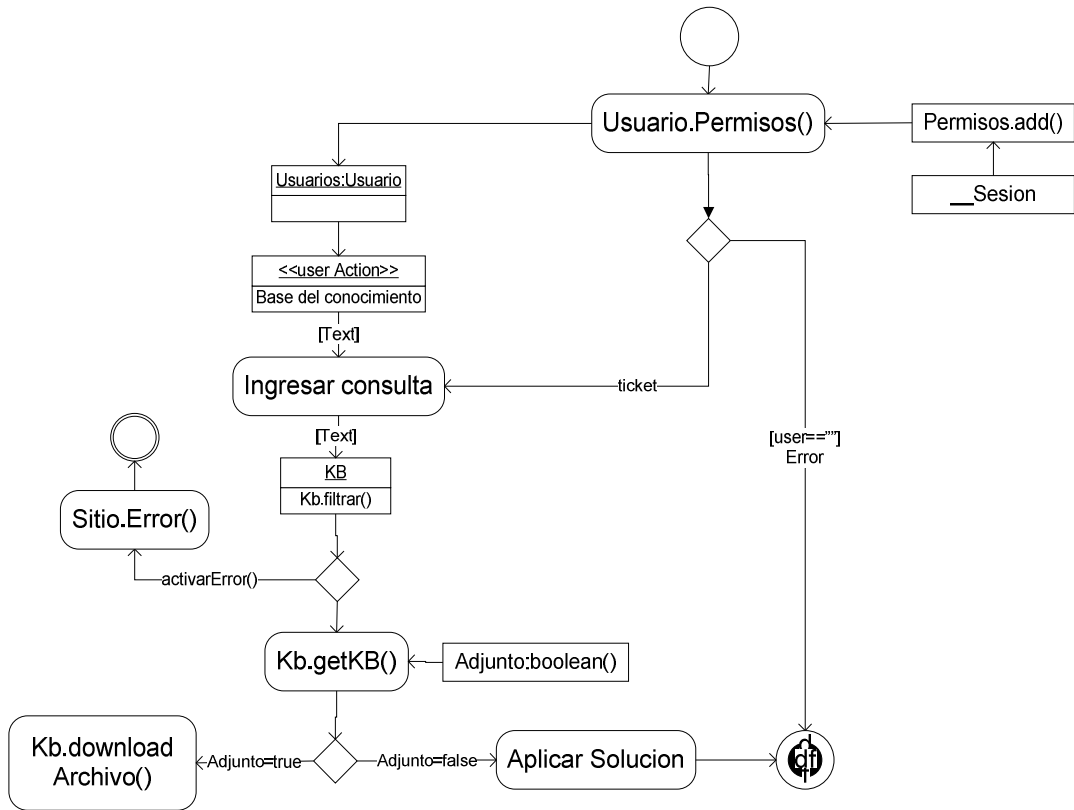 Usuario.Permisos()
Permisos.add()
__Sesion
Usuarios:Usuario
<<user Action>>
Base del conocimiento
[Text]
Ingresar consulta
ticket
[Text]
[user==""]
Error
KB
Kb.filtrar()
Sitio.Error()
activarError()
Kb.getKB()
Adjunto:boolean()
Kb.download
Archivo()
Adjunto=true
Adjunto=false
Aplicar Solucion